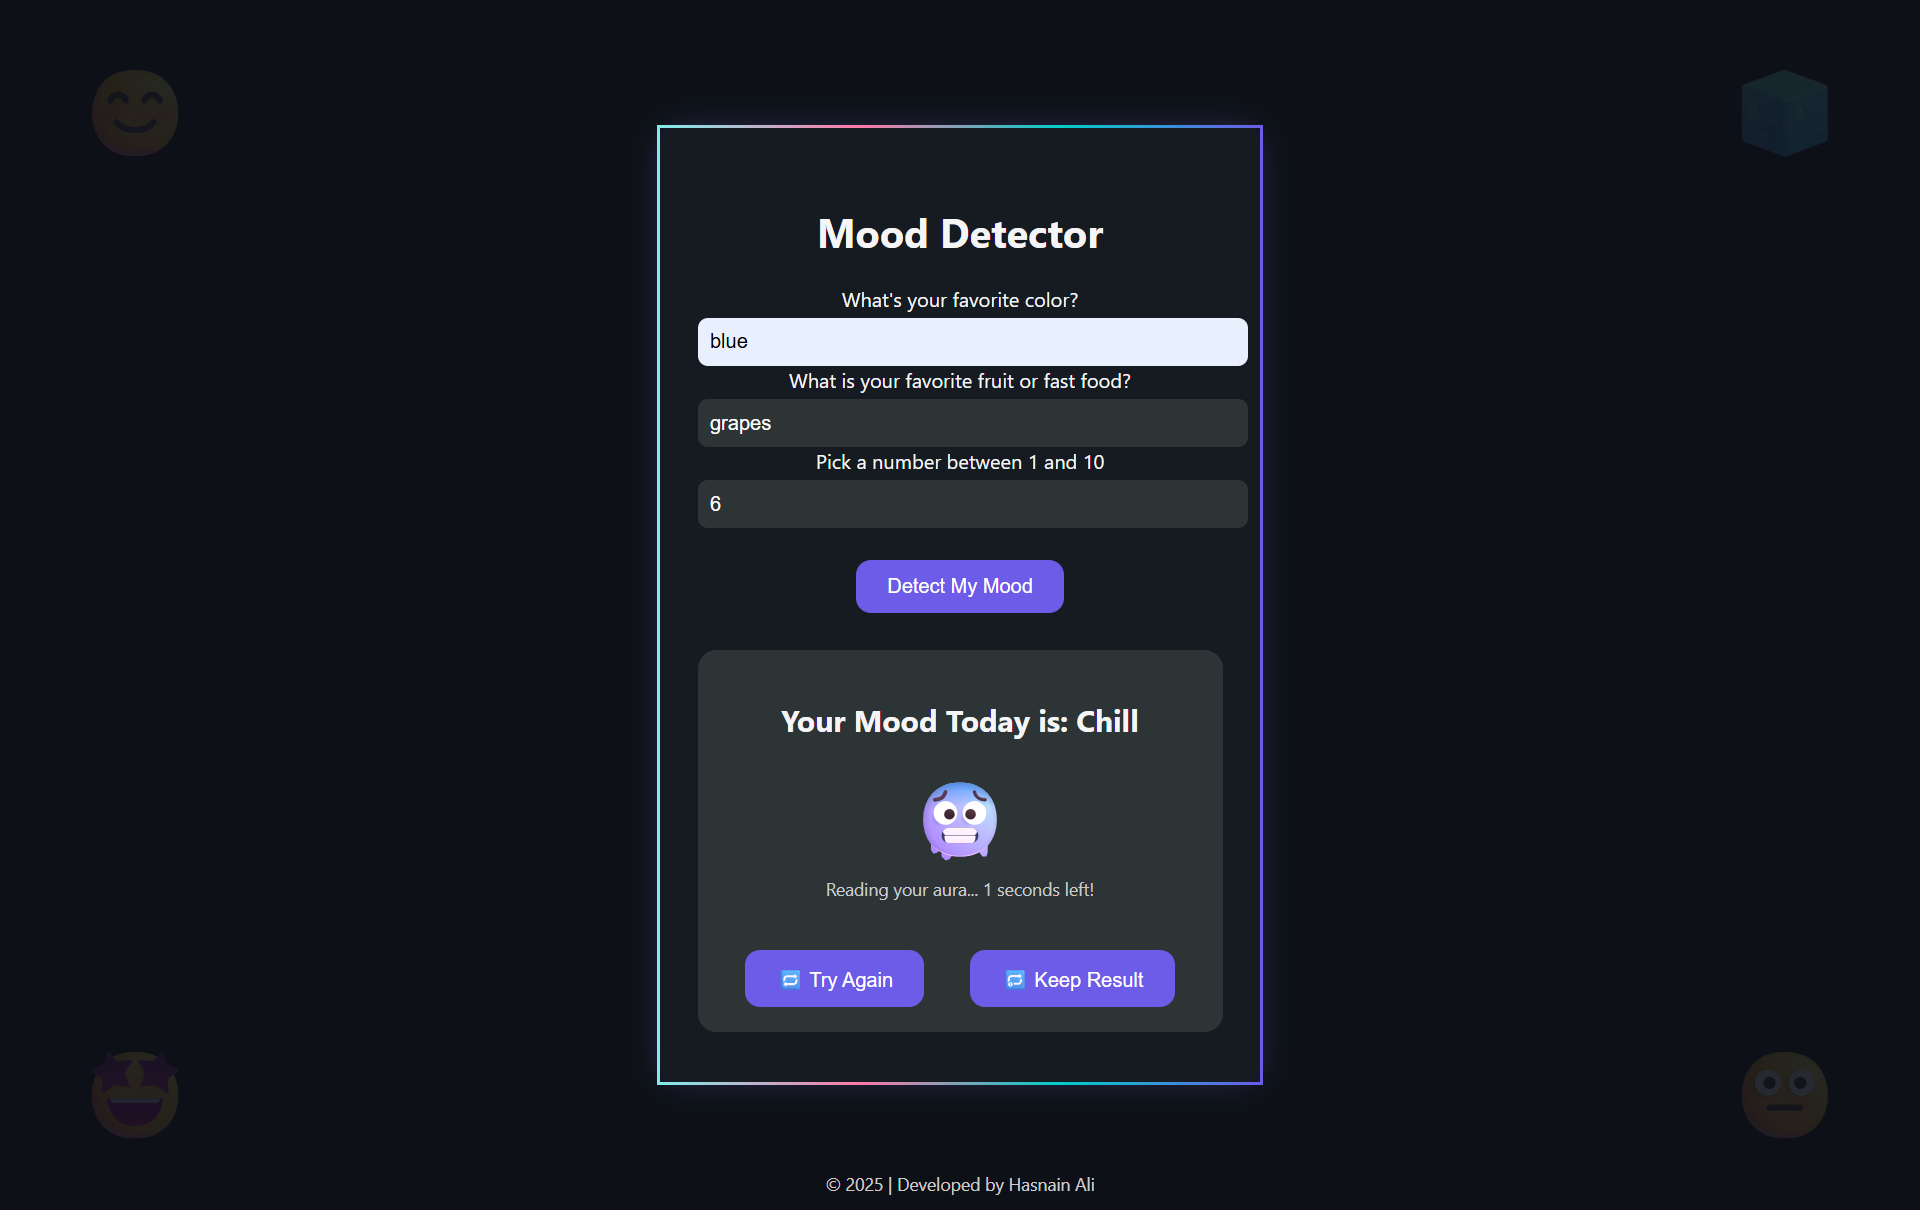 Mood Detector
What's your favorite color?
blue
What is your favorite fruit or fast food?
grapes
Pick a number between 1 and 10
6
Detect My Mood
Your Mood Today is: Chill
Reading your aura... 1 seconds left!
🔁 Try Again
🔂 Keep Result
© 2025 | Developed by Hasnain Ali